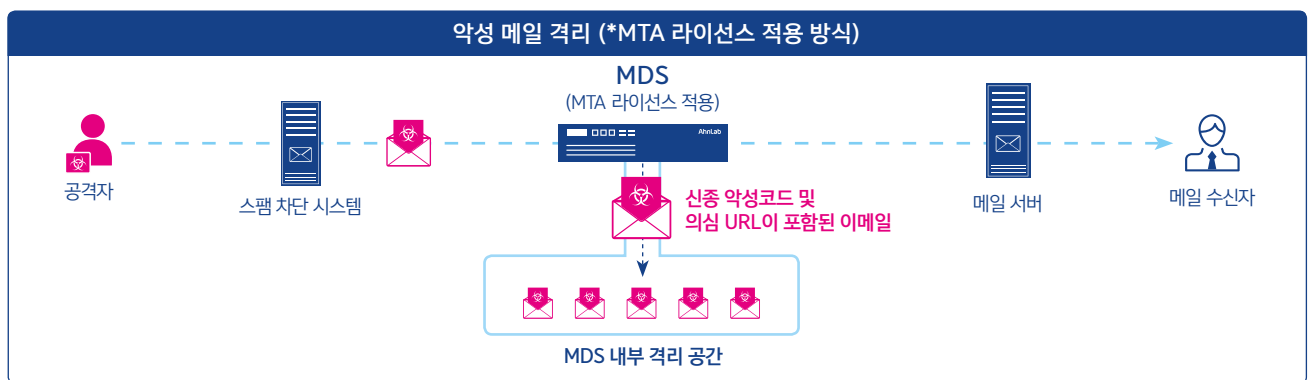 악성 메일 격리 (*MTA 라이선스 적용 방식)
MDS
(MTA 라이선스 적용)
AhnLab
공격자
스팸 차단 시스템
신종 악성코드 및
의심 URL이 포함된 이메일
메일 서버
메일 수신자
MDS 내부 격리 공간